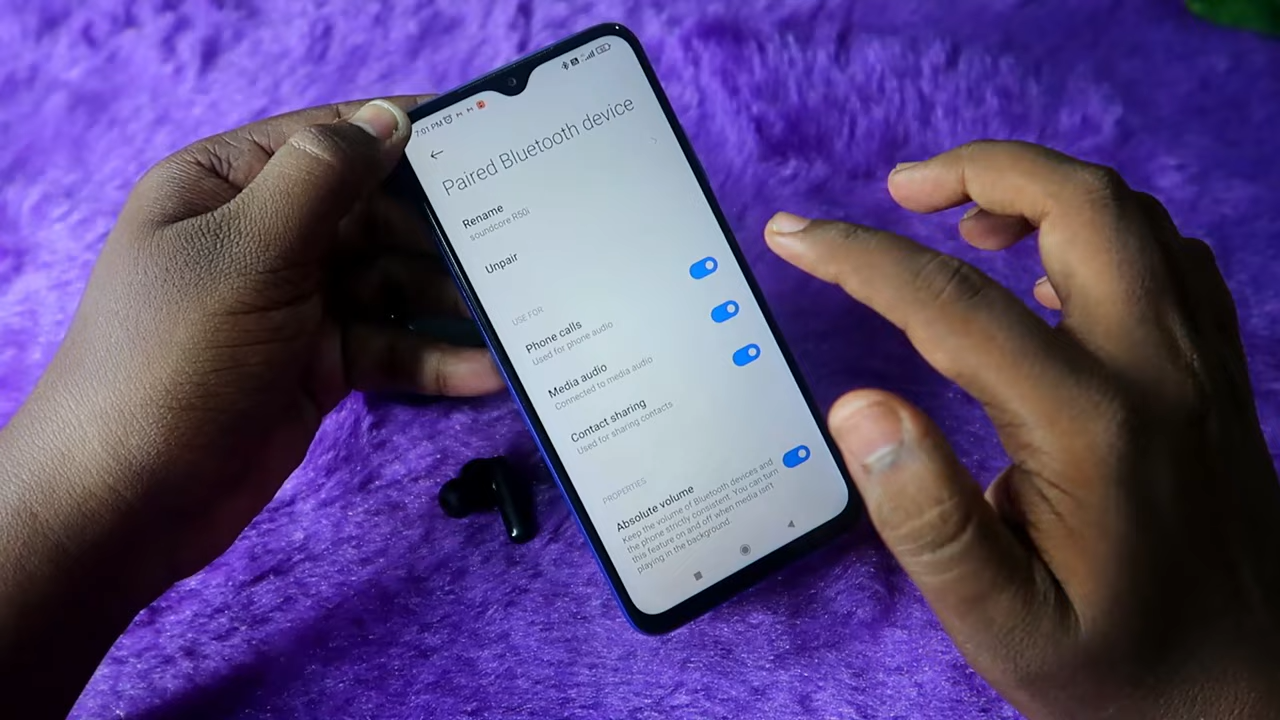 7:01 PM
Paired Bluetooth device
Rename
soundcore R50i
Unpair
USE FOR
Phone calls
Used for phone audio
Media audio
Connected to media audio
Contact sharing
Used for sharing contacts
PROPERTIES
Absolute volume
Keep the volume of Bluetooth devices and
the phone strictly consistent. You can turn
this feature on and off when media isn't
playing in the background.